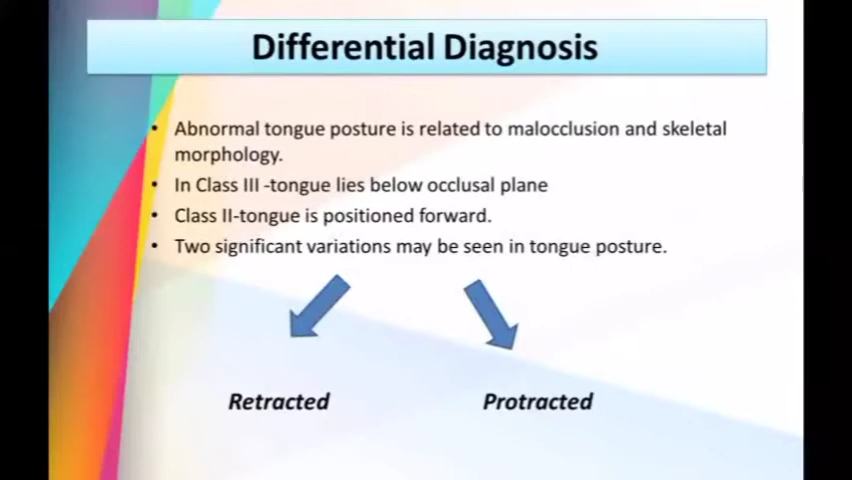 Differential Diagnosis
• Abnormal tongue posture is related to malocclusion and skeletal
morphology.
• In Class III -tongue lies below occlusal plane
• Class II-tongue is positioned forward.
• Two significant variations may be seen in tongue posture.
Retracted
Protracted